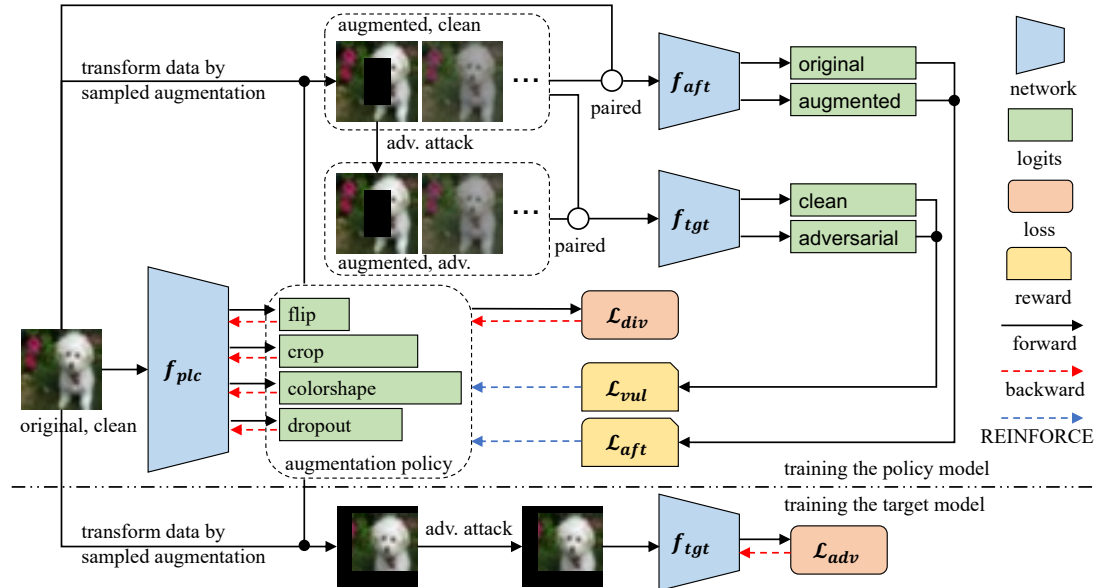 augmented, clean
transform data by
sampled augmentation
...
paired
f_aft
original
augmented
network
adv. attack
logits
...
paired
f_tgt
clean
adversarial
loss
augmented, adv.
reward
flip
crop
colorshape
dropout
f_plc
original, clean
augmentation policy
ℒ_div
ℒ_vul
ℒ_aft
forward
backward
REINFORCE
training the policy model
training the target model
transform data by
sampled augmentation
adv. attack
f_tgt
ℒ_adv